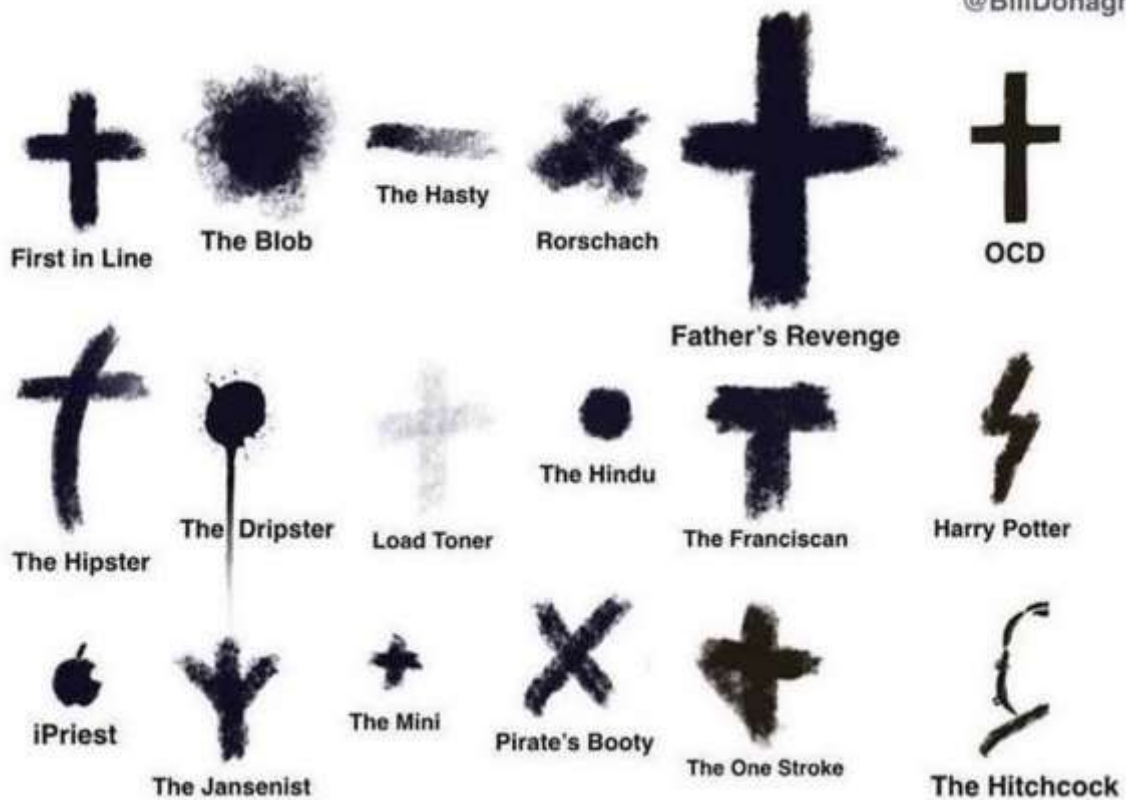 The Hasty
The Blob
Rorschach
First in Line
OCD
Father's Revenge
The Hindu
The Dripster
Load Toner
The Franciscan
Harry Potter
The Hipster
iPriest
The Mini
Pirate's Booty
The One Stroke
The Jansenist
The Hitchcock